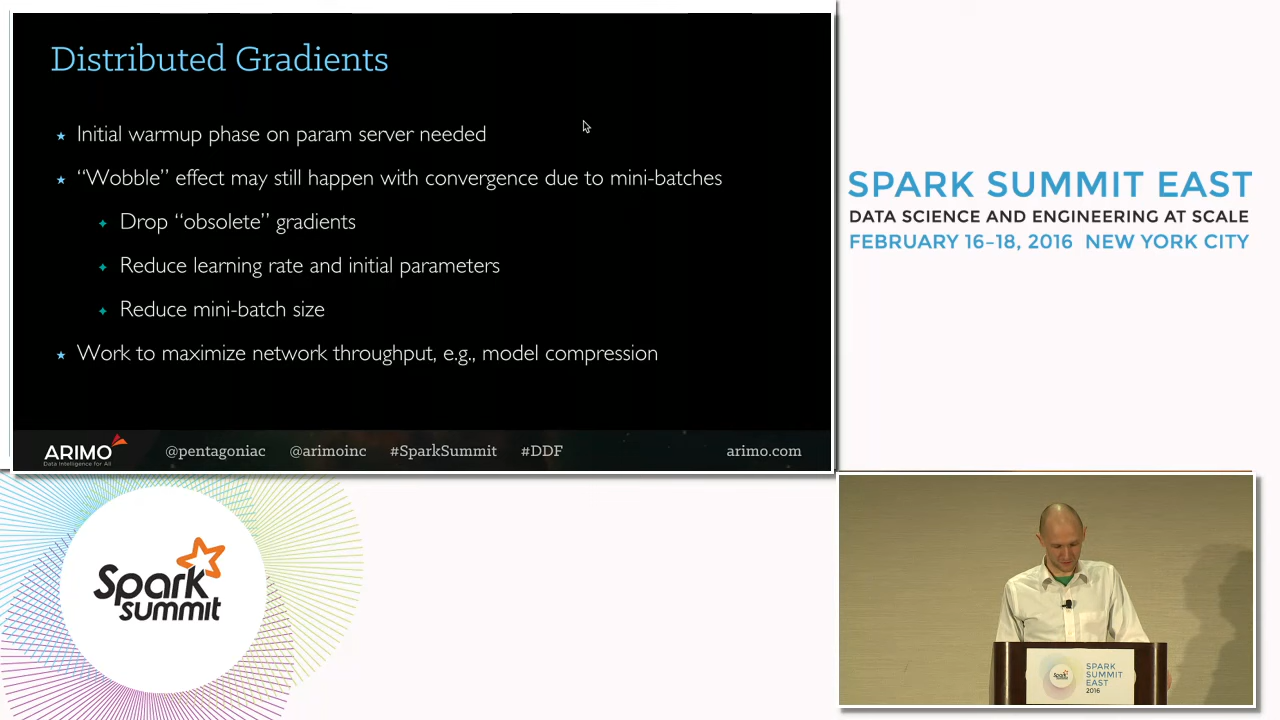 Distributed Gradients
Initial warmup phase on param server needed
“Wobble” effect may still happen with convergence due to mini-batches
Drop “obsolete” gradients
Reduce learning rate and initial parameters
Reduce mini-batch size
Work to maximize network throughput, e.g., model compression
ARIMO
Data Intelligence for All
@pentagoniac @arimoinc #SparkSummit #DDF arimo.com
SPARK SUMMIT EAST
DATA SCIENCE AND ENGINEERING AT SCALE
FEBRUARY 16–18, 2016 NEW YORK CITY
Spark
summit
Spark
SPARK
SUMMIT
EAST
2016